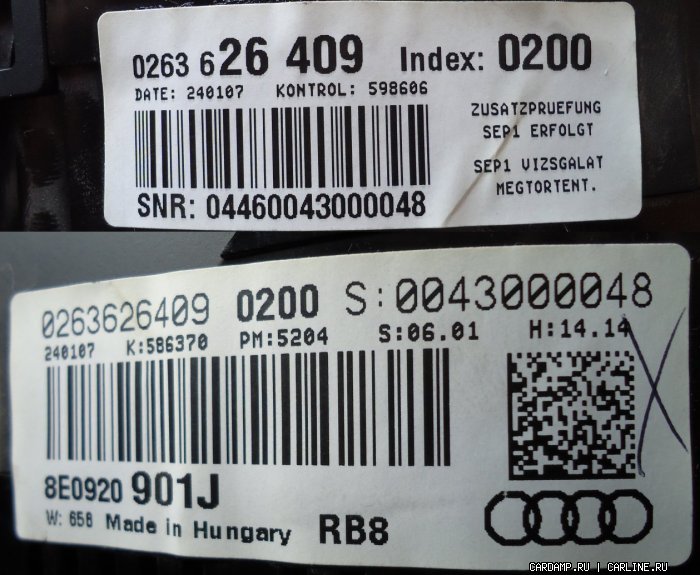 0263 626 409 Index: 0200
DATE: 240107 KONTROL: 598606
ZUSATZPRUEFUNG
SEP1 ERFOLGT
SEP1 VIZSGALAT
MEGTORTENT.
SNR: 04460043000048
0263626409 0200 S:0043000048
240107 K:586370 PM:5204 S:06.01 H:14.14
8E0920 901J
W: 658 Made in Hungary RB8
CARDAMP.RU | CARLINE.RU